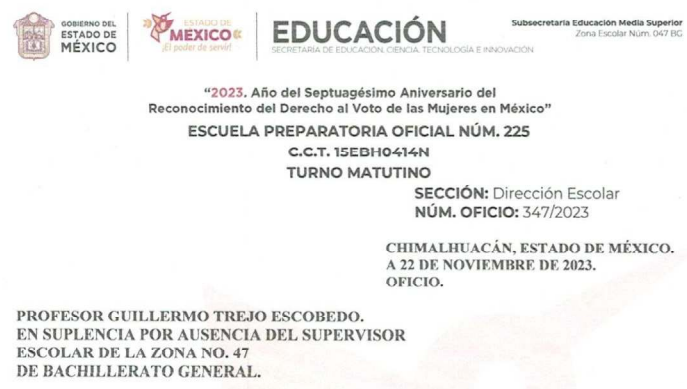 GOBIERNO DEL
ESTADO DE
MÉXICO
ESTADO DE
MÉXICO
¡El poder de servir!
EDUCACIÓN
SECRETARÍA DE EDUCACIÓN, CIENCIA, TECNOLOGÍA E INNOVACIÓN
Subsecretaría Educación Media Superior
Zona Escolar Núm. 047 BG
“2023. Año del Septuagésimo Aniversario del
Reconocimiento del Derecho al Voto de las Mujeres en México”
ESCUELA PREPARATORIA OFICIAL NÚM. 225
C.C.T. 15EBH0414N
TURNO MATUTINO
SECCIÓN: Dirección Escolar
NÚM. OFICIO: 347/2023
CHIMALHUACÁN, ESTADO DE MÉXICO.
A 22 DE NOVIEMBRE DE 2023.
OFICIO.
PROFESOR GUILLERMO TREJO ESCOBEDO.
EN SUPLENCIA POR AUSENCIA DEL SUPERVISOR
ESCOLAR DE LA ZONA NO. 47
DE BACHILLERATO GENERAL.